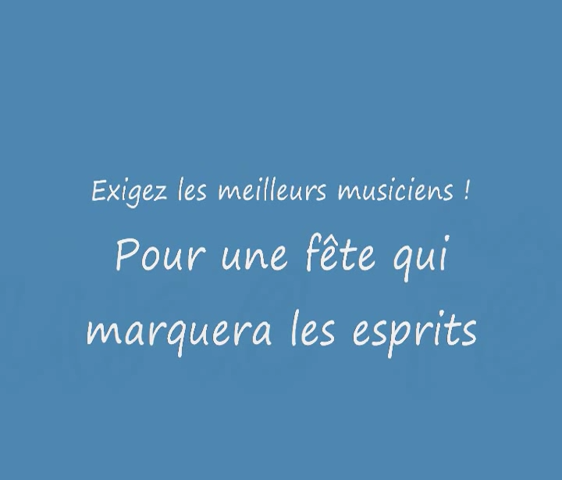 Exigez les meilleurs musiciens !
Pour une fête qui
marquera les esprits